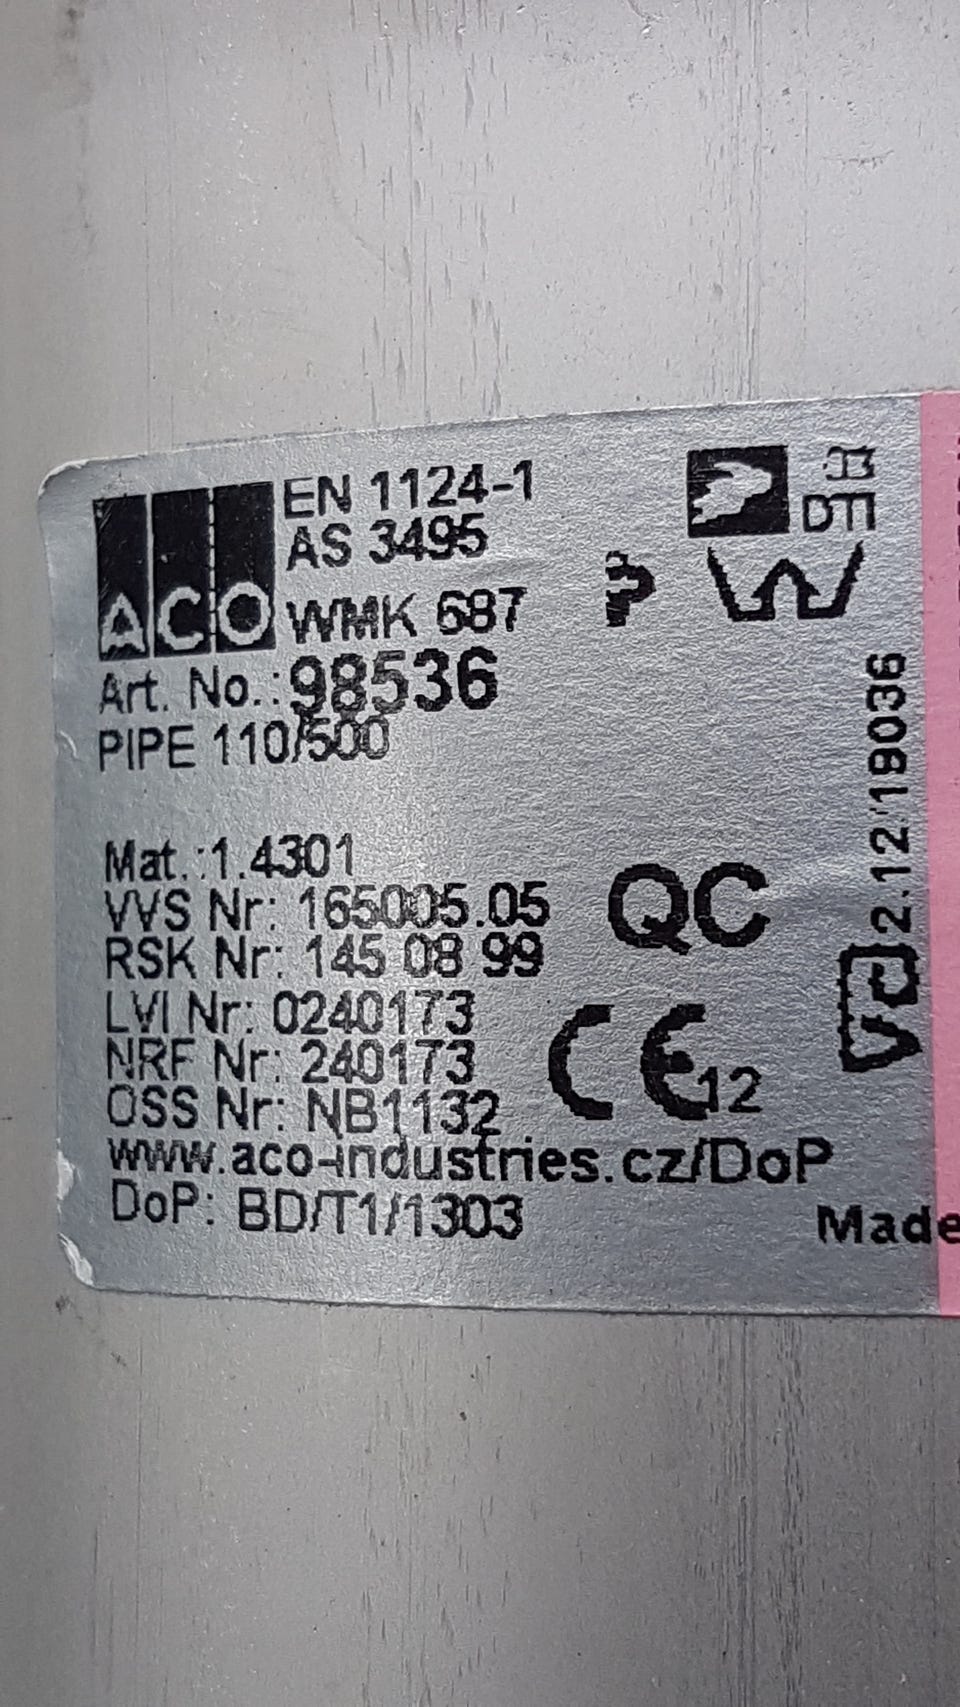 ACO
EN 1124-1
AS 3495
WMK 687
Art. No.: 98536
PIPE 110/500
Mat.:1.4301
VVS Nr: 165005.05
RSK Nr: 145 08 99
LVI Nr: 0240173
NRF Nr: 240173
OSS Nr: NB1132
www.aco-industries.cz/DoP
DoP: BD/T1/1303
QC
CE 12
Vd 2.12/19036
Made